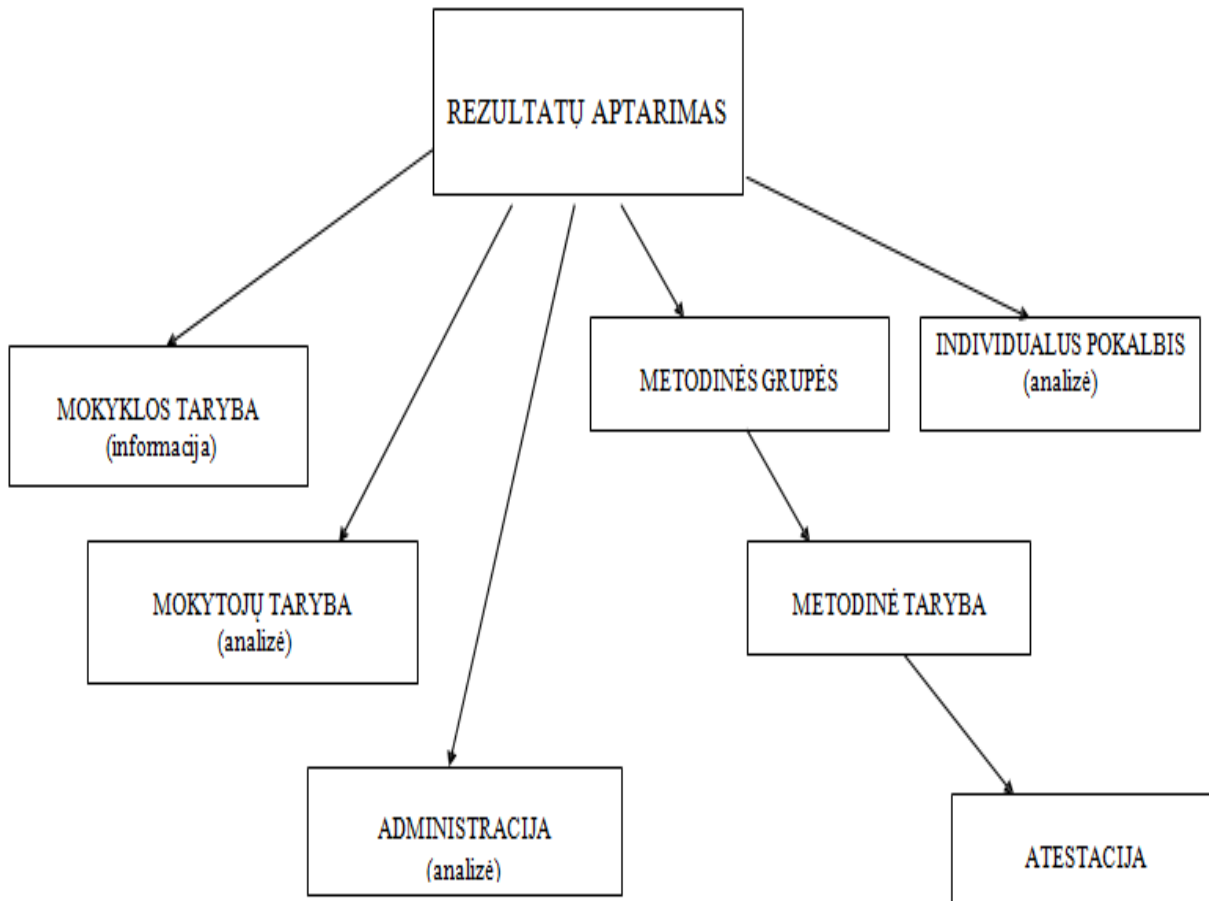 REZULTATŲ APTARIMAS
MOKYKLOS TARYBA
(informacija)
METODINĖS GRUPĖS
INDIVIDUALUS POKALBIS
(analizė)
MOKYTOJŲ TARYBA
(analizė)
METODINĖ TARYBA
ADMINISTRACIJA
(analizė)
ATESTACIJA